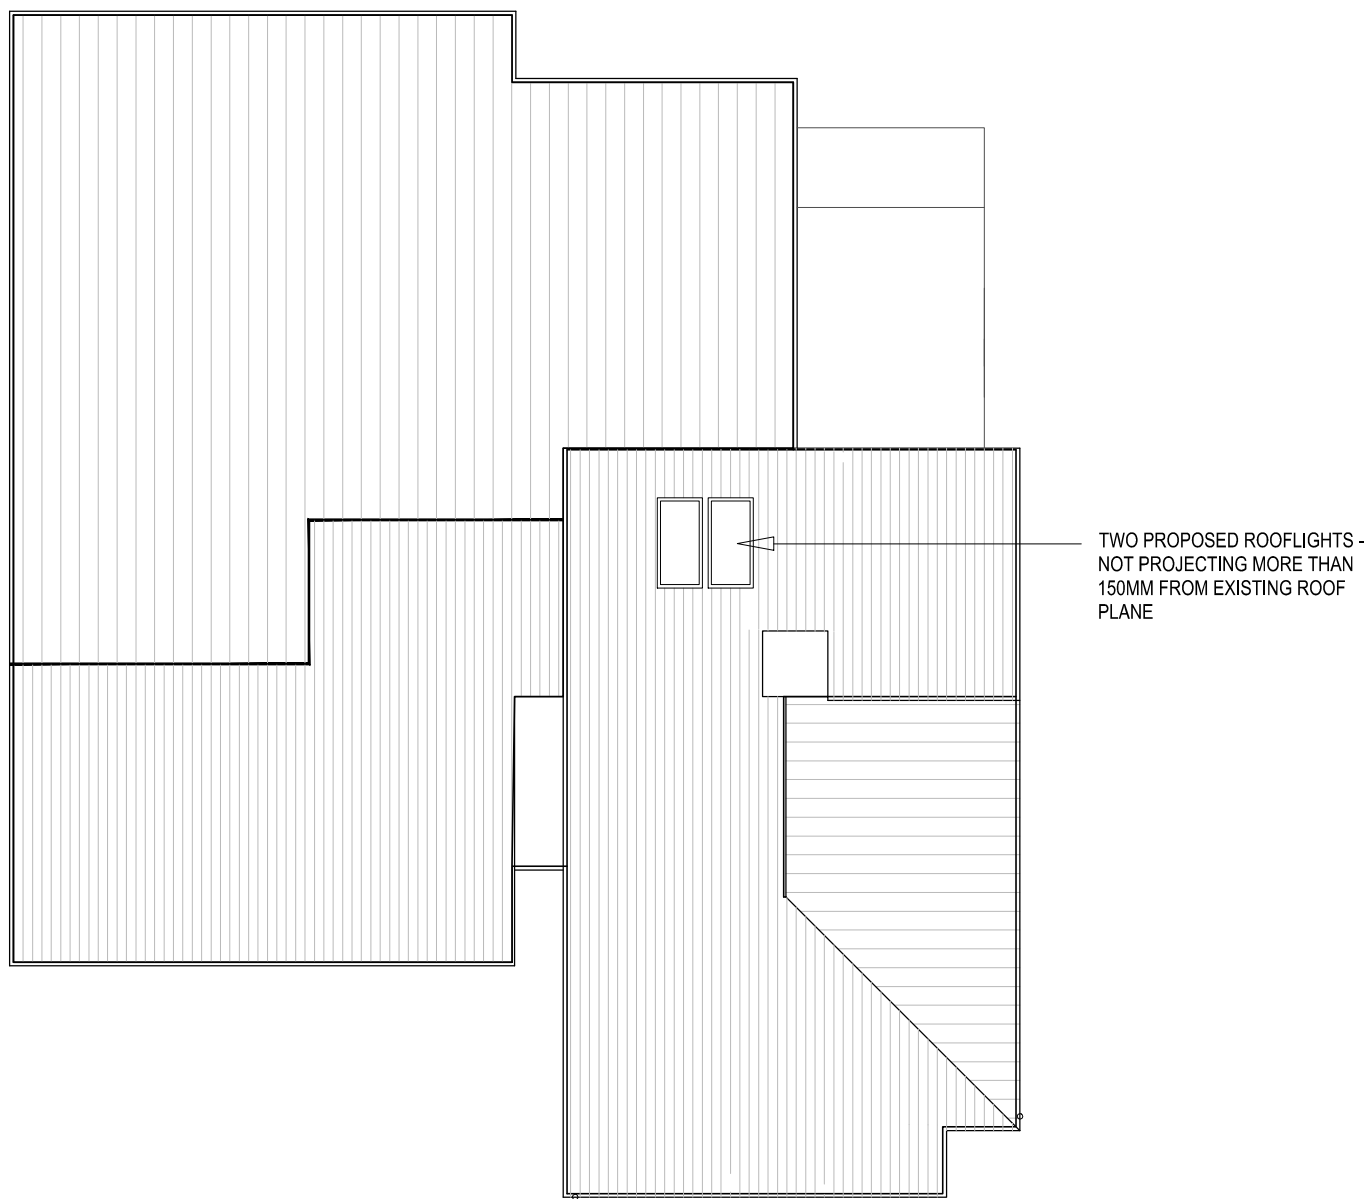 TWO PROPOSED ROOFLIGHTS -
NOT PROJECTING MORE THAN
150MM FROM EXISTING ROOF
PLANE